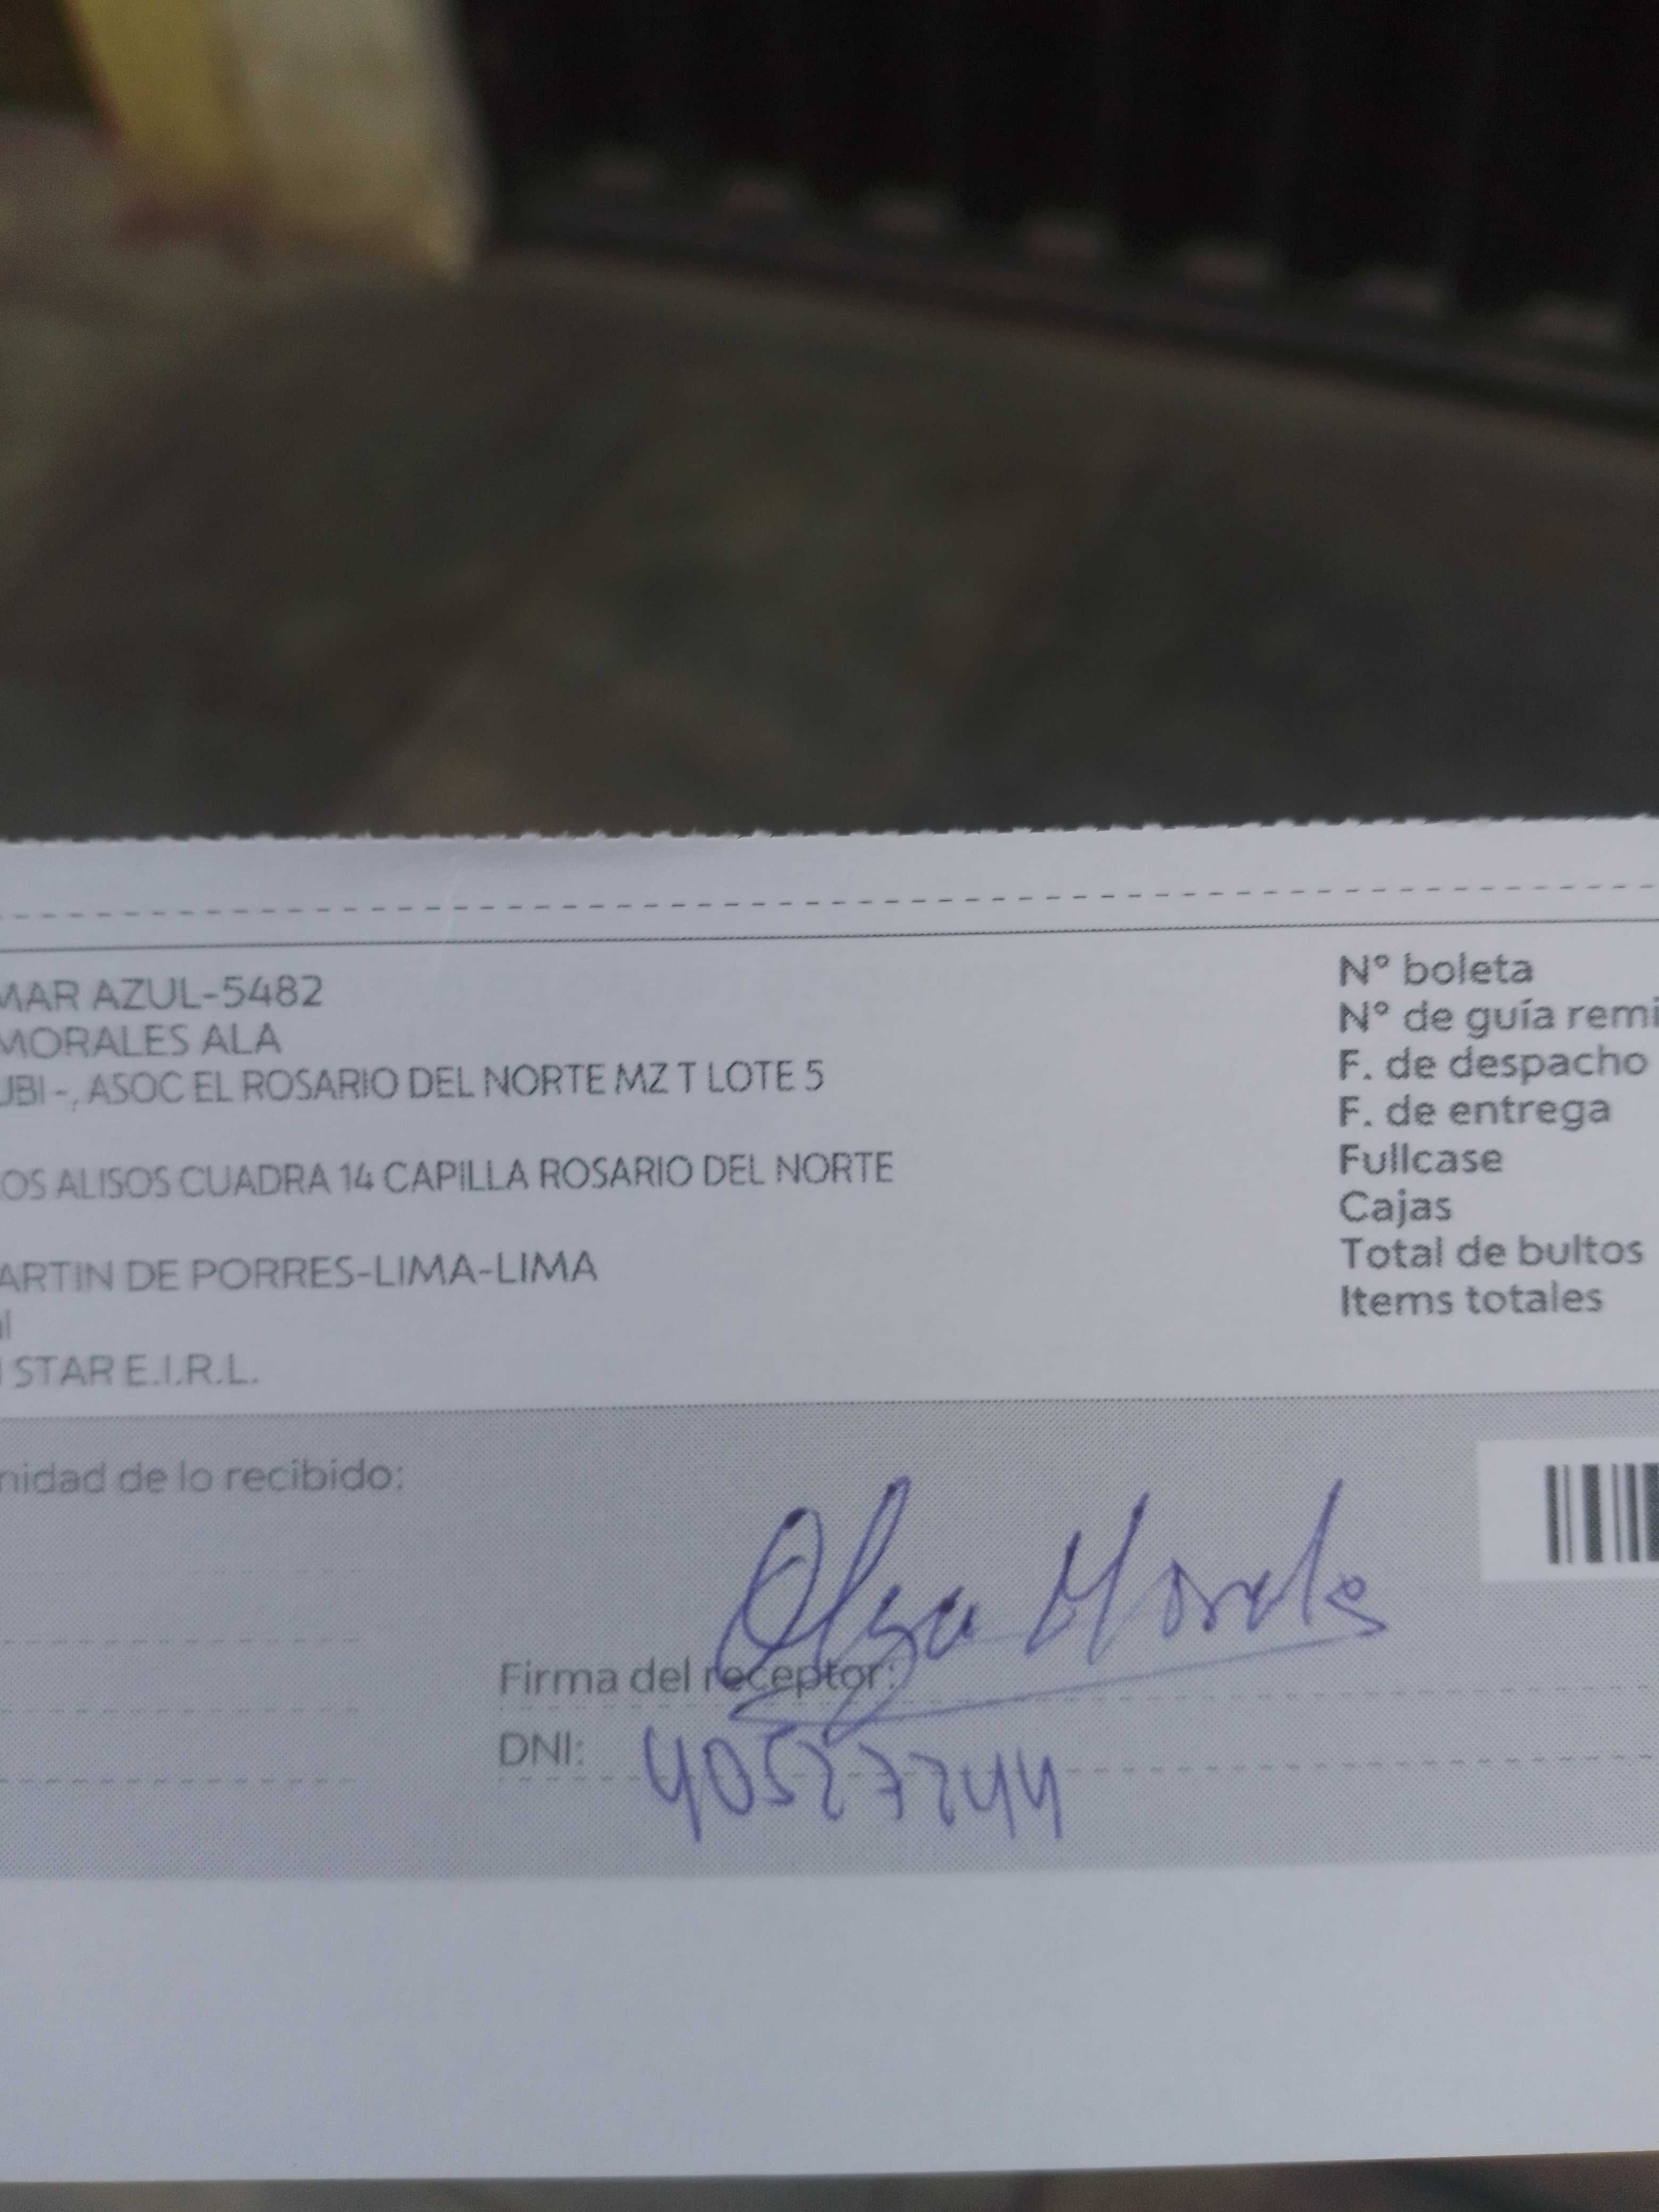 MAR AZUL-5482
MORALES ALA
UBI -, ASOC EL ROSARIO DEL NORTE MZ T LOTE 5
OS ALISOS CUADRA 14 CAPILLA ROSARIO DEL NORTE
ARTIN DE PORRES-LIMA-LIMA
l
STAR E.I.R.L.
Nº boleta
Nº de guía remi
F. de despacho
F. de entrega
Fullcase
Cajas
Total de bultos
Items totales
nidad de lo recibido:
Olga Morales
Firma del receptor:
DNI: 40527244